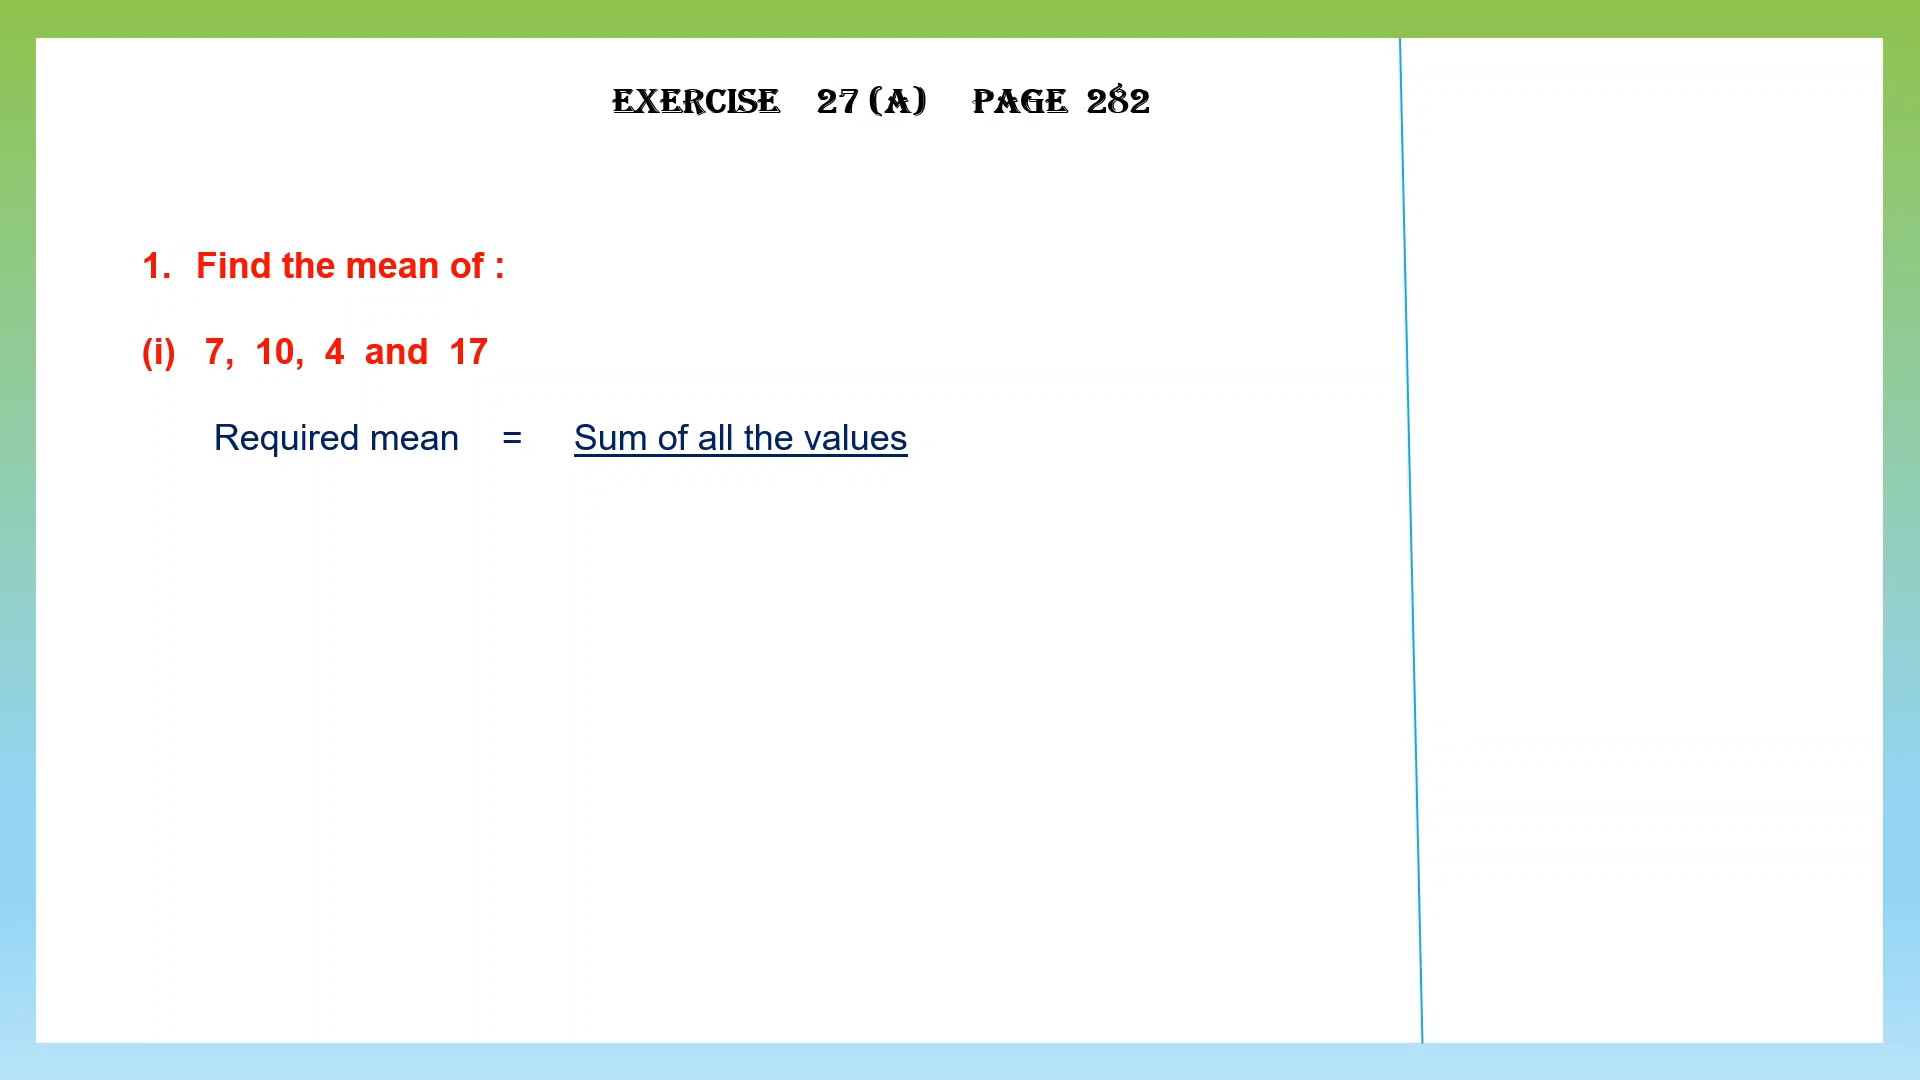 EXERCISE 27 (A) PAGE 282
1. Find the mean of :
(i) 7, 10, 4 and 17
Required mean = Sum of all the values